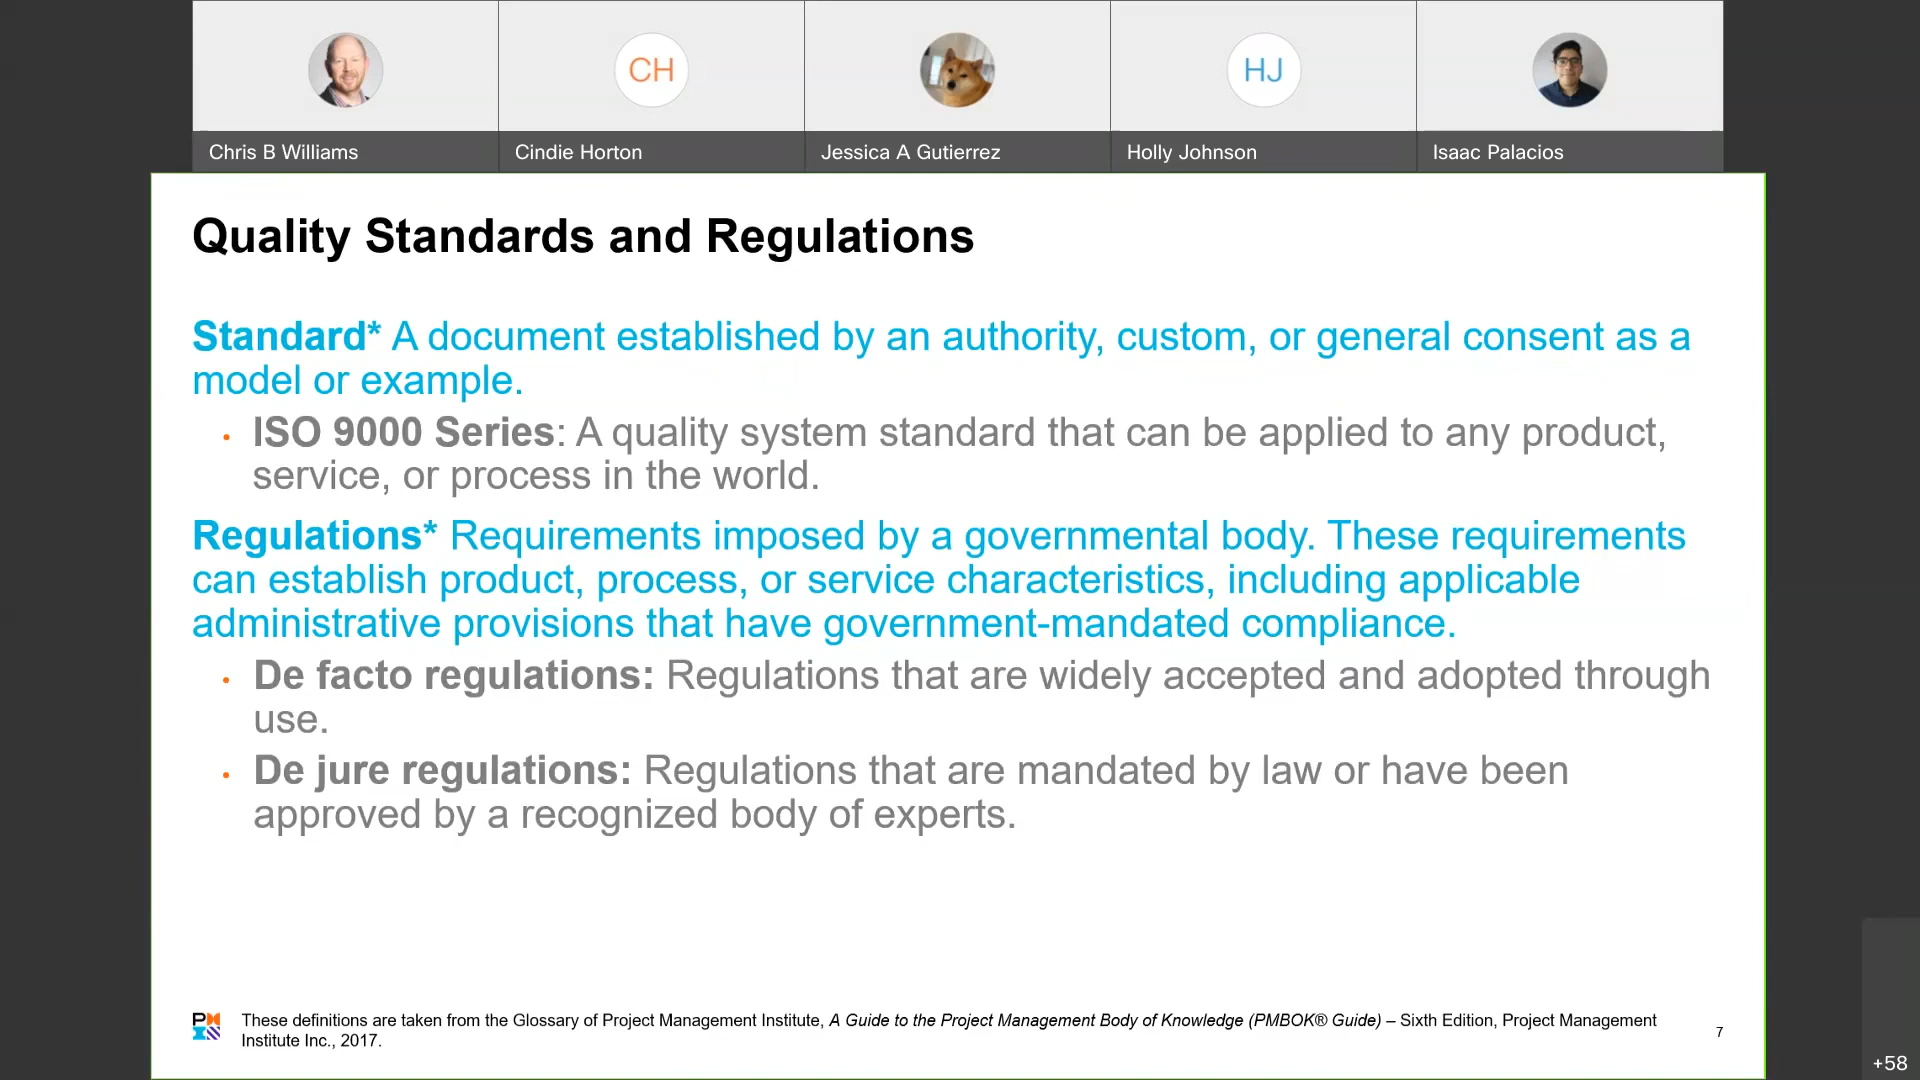 CH
HJ
Chris B Williams
Cindie Horton
Jessica A Gutierrez
Holly Johnson
Isaac Palacios
Quality Standards and Regulations
Standard* A document established by an authority, custom, or general consent as a
model or example.
• ISO 9000 Series: A quality system standard that can be applied to any product,
service, or process in the world.
Regulations* Requirements imposed by a governmental body. These requirements
can establish product, process, or service characteristics, including applicable
administrative provisions that have government-mandated compliance.
• De facto regulations: Regulations that are widely accepted and adopted through
use.
• De jure regulations: Regulations that are mandated by law or have been
approved by a recognized body of experts.
These definitions are taken from the Glossary of Project Management Institute, A Guide to the Project Management Body of Knowledge (PMBOK® Guide) – Sixth Edition, Project Management
Institute Inc., 2017.
7
+58